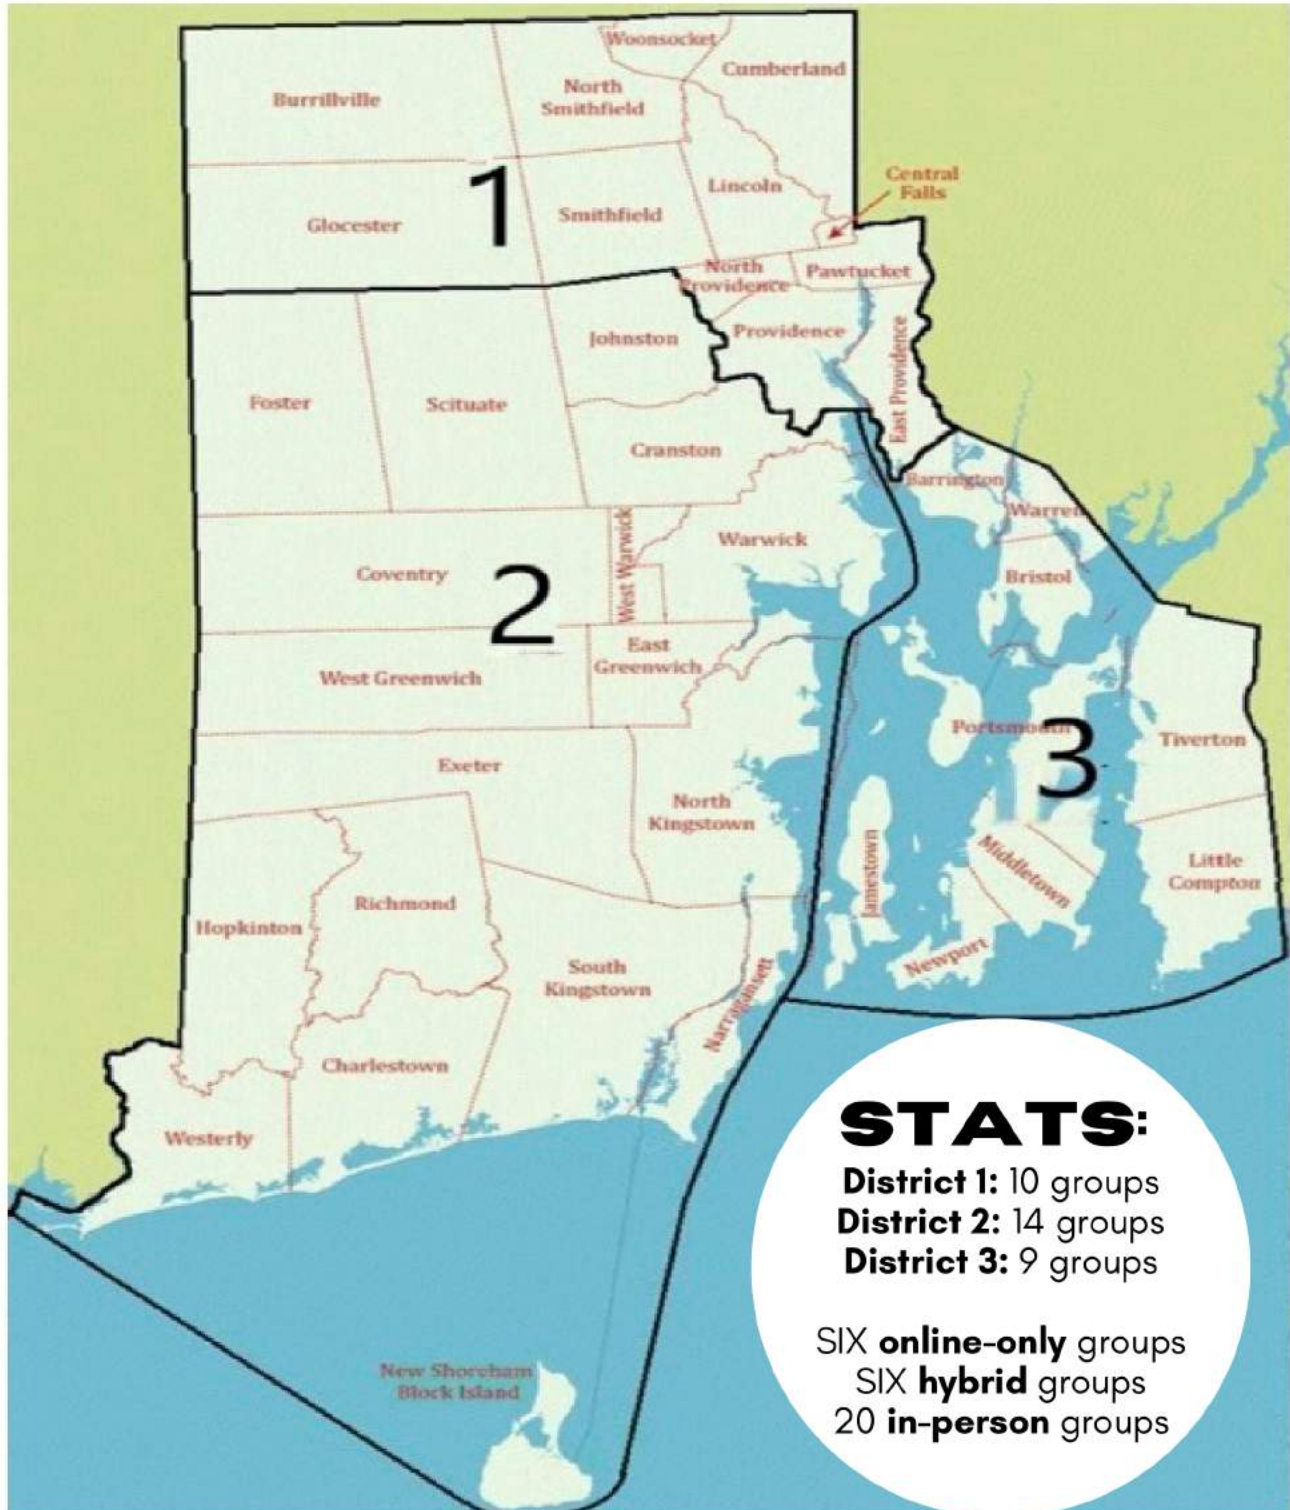 Woonsocket
Cumberland
Burrillville
North
Smithfield
1
Lincoln
Central
Falls
Glocester
Smithfield
North
Providence
Pawtucket
Johnston
Providence
East Providence
Foster
Scituate
Cranston
Barrington
Warren
West Warwick
Warwick
Coventry
2
Bristol
East
Greenwich
West Greenwich
Portsmouth
3
Tiverton
Exeter
North
Kingstown
Jamestown
Middletown
Little
Compton
Richmond
Hopkinton
Newport
South
Kingstown
Narragansett
Charlestown
Westerly
New Shoreham
Block Island
STATS:
District 1: 10 groups
District 2: 14 groups
District 3: 9 groups
SIX online-only groups
SIX hybrid groups
20 in-person groups